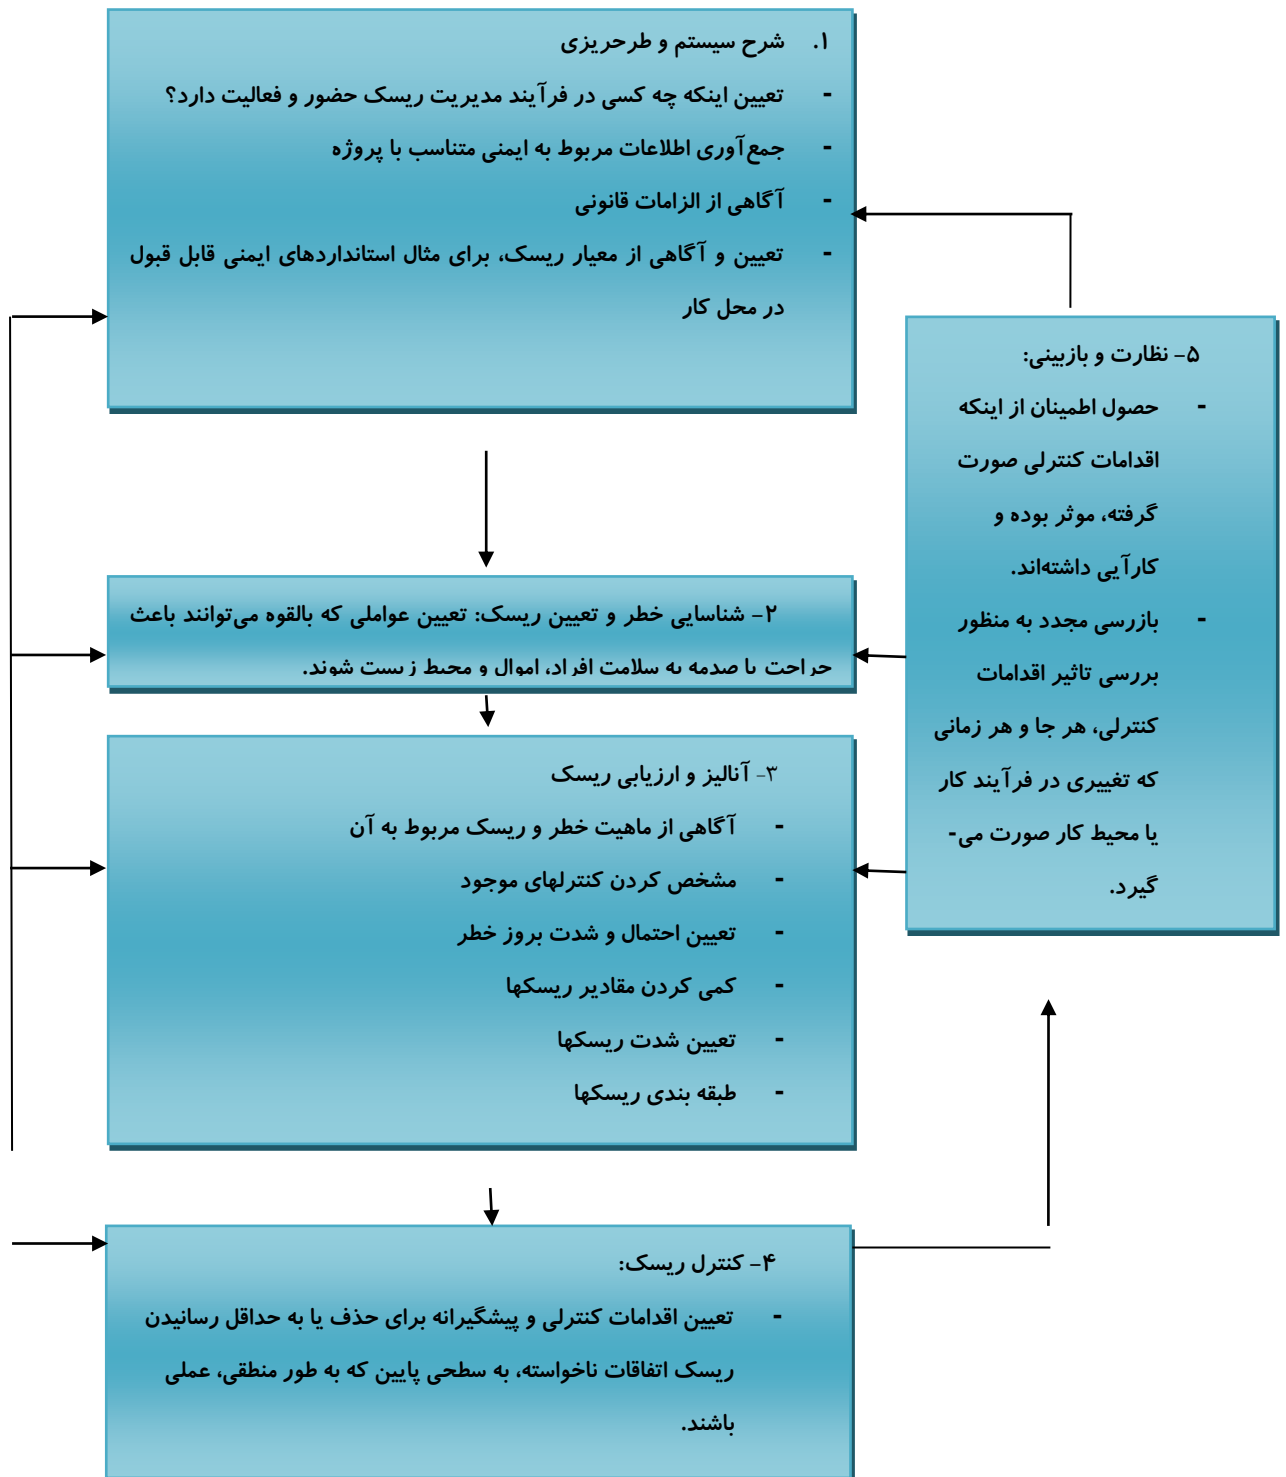 ۱. شرح سیستم و طرحریزی
- تعیین اینکه چه کسی در فرآیند مدیریت ریسک حضور و فعالیت دارد؟
- جمع‌آوری اطلاعات مربوط به ایمنی متناسب با پروژه
- آگاهی از الزامات قانونی
- تعیین و آگاهی از معیار ریسک، برای مثال استانداردهای ایمنی قابل قبول
در محل کار
۲- شناسایی خطر و تعیین ریسک: تعیین عواملی که بالقوه می‌توانند باعث
جراحت یا صدمه به سلامت افراد، اموال و محیط زیست شوند.
۳- آنالیز و ارزیابی ریسک
- آگاهی از ماهیت خطر و ریسک مربوط به آن
- مشخص کردن کنترلهای موجود
- تعیین احتمال و شدت بروز خطر
- کمی کردن مقادیر ریسکها
- تعیین شدت ریسکها
- طبقه بندی ریسکها
۴- کنترل ریسک:
- تعیین اقدامات کنترلی و پیشگیرانه برای حذف یا به حداقل رسانیدن
ریسک اتفاقات ناخواسته، به سطحی پایین که به طور منطقی، عملی
باشند.
۵- نظارت و بازبینی:
- حصول اطمینان از اینکه
اقدامات کنترلی صورت
گرفته، موثر بوده و
کارآیی داشته‌اند.
- بازرسی مجدد به منظور
بررسی تاثیر اقدامات
کنترلی، هر جا و هر زمانی
که تغییری در فرآیند کار
یا محیط کار صورت می-
گیرد.